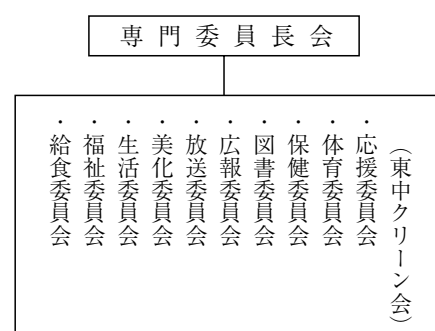 専門委員長会
（東中クリーン会）
・応援委員会
・体育委員会
・保健委員会
・図書委員会
・広報委員会
・放送委員会
・美化委員会
・生活委員会
・福祉委員会
・給食委員会